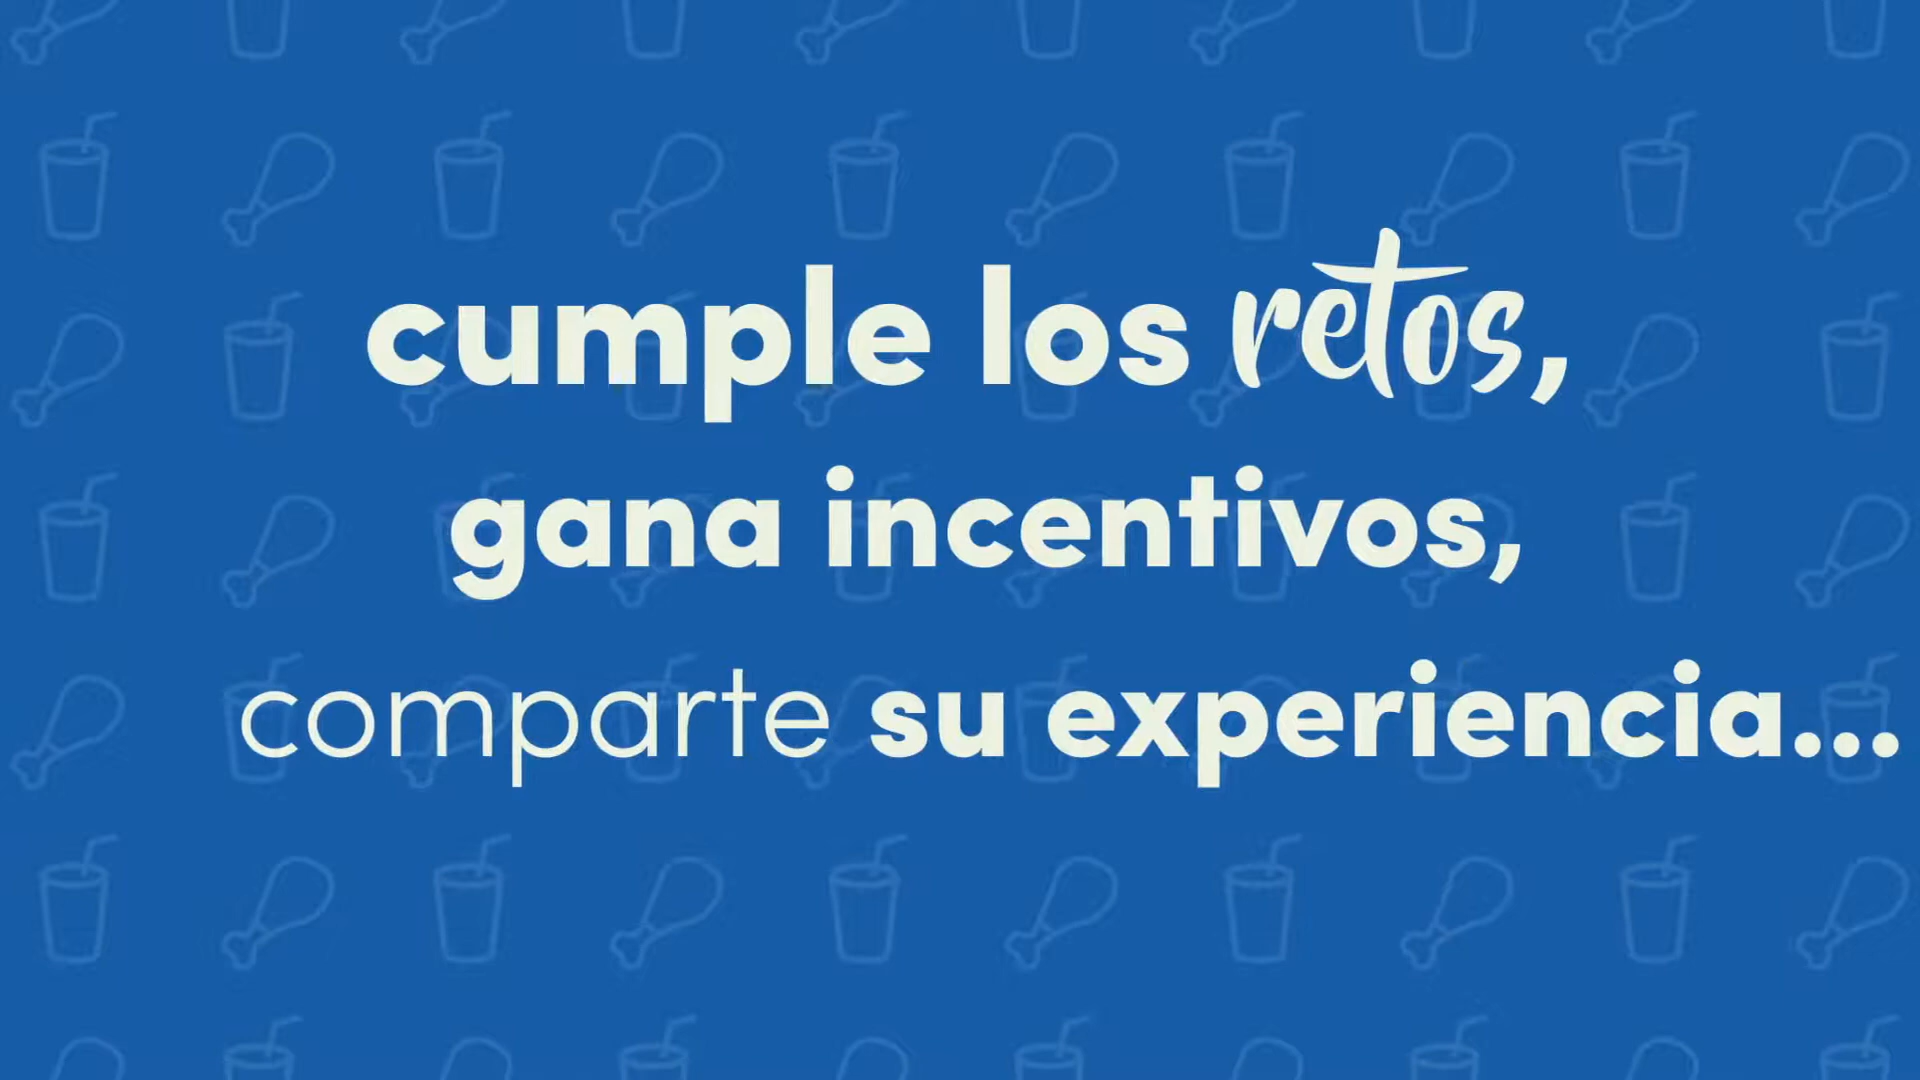 cumple los retos,
gana incentivos,
comparte su experiencia...